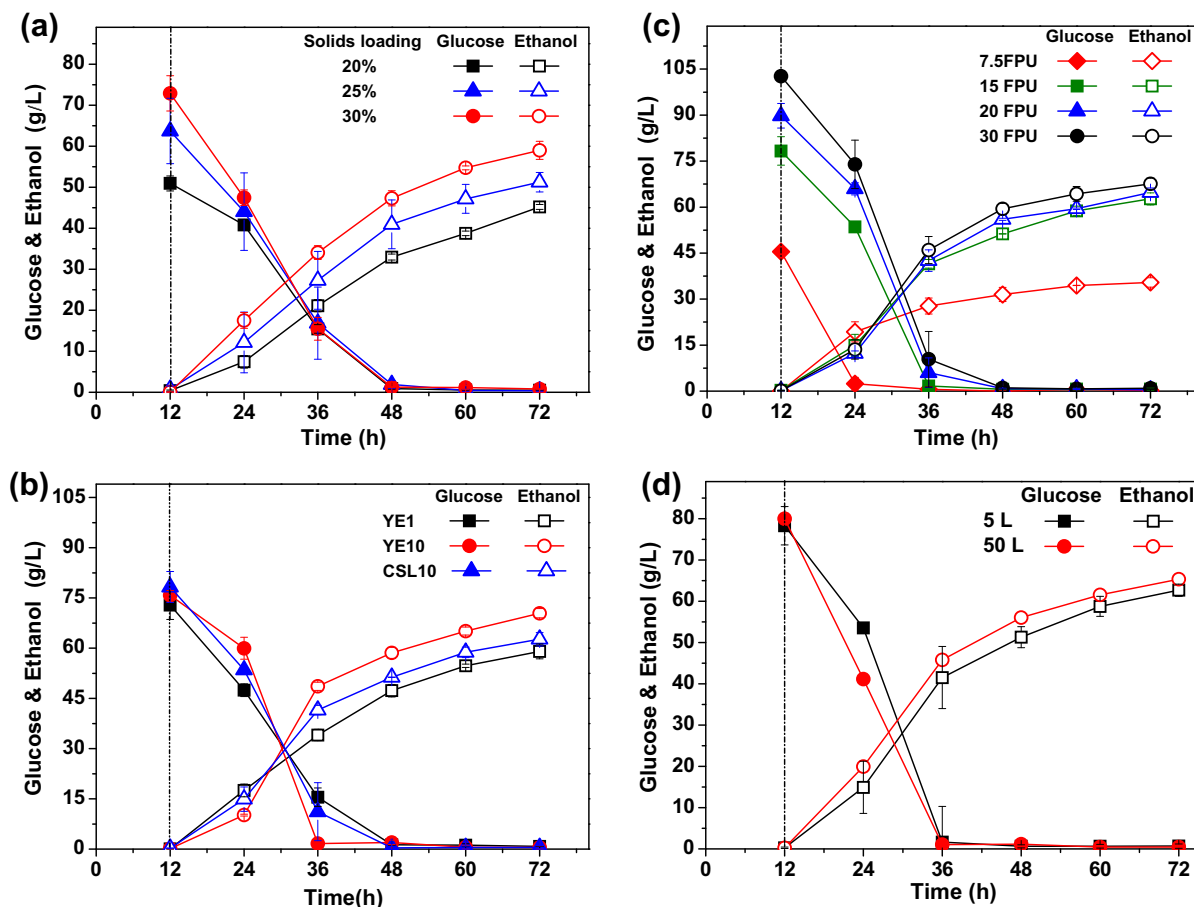 (a)
Solids loading Glucose Ethanol
20%
25%
30%
Glucose & Ethanol (g/L)
80
70
60
50
40
30
20
10
0
0 12 24 36 48 60 72
Time (h)
(c)
Glucose Ethanol
7.5FPU
15 FPU
20 FPU
30 FPU
Glucose & Ethanol (g/L)
105
90
75
60
45
30
15
0
0 12 24 36 48 60 72
Time (h)
(b)
Glucose Ethanol
YE1
YE10
CSL10
Glucose & Ethanol (g/L)
105
90
75
60
45
30
15
0
0 12 24 36 48 60 72
Time(h)
(d)
Glucose Ethanol
5 L
50 L
Glucose & Ethanol (g/L)
80
70
60
50
40
30
20
10
0
0 12 24 36 48 60 72
Time (h)